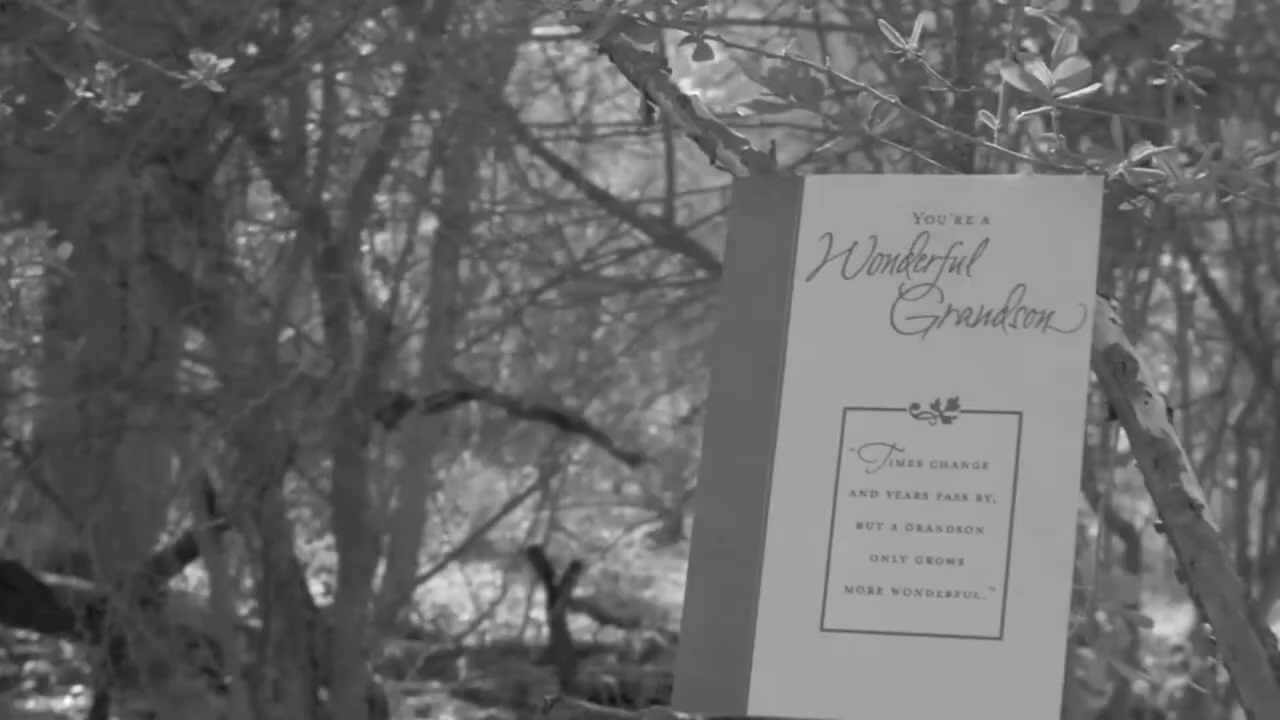 YOU'RE A
Wonderful
Grandson
"TIMES CHANGE
AND YEARS PASS BY,
BUT A GRANDSON
ONLY GROWS
MORE WONDERFUL."